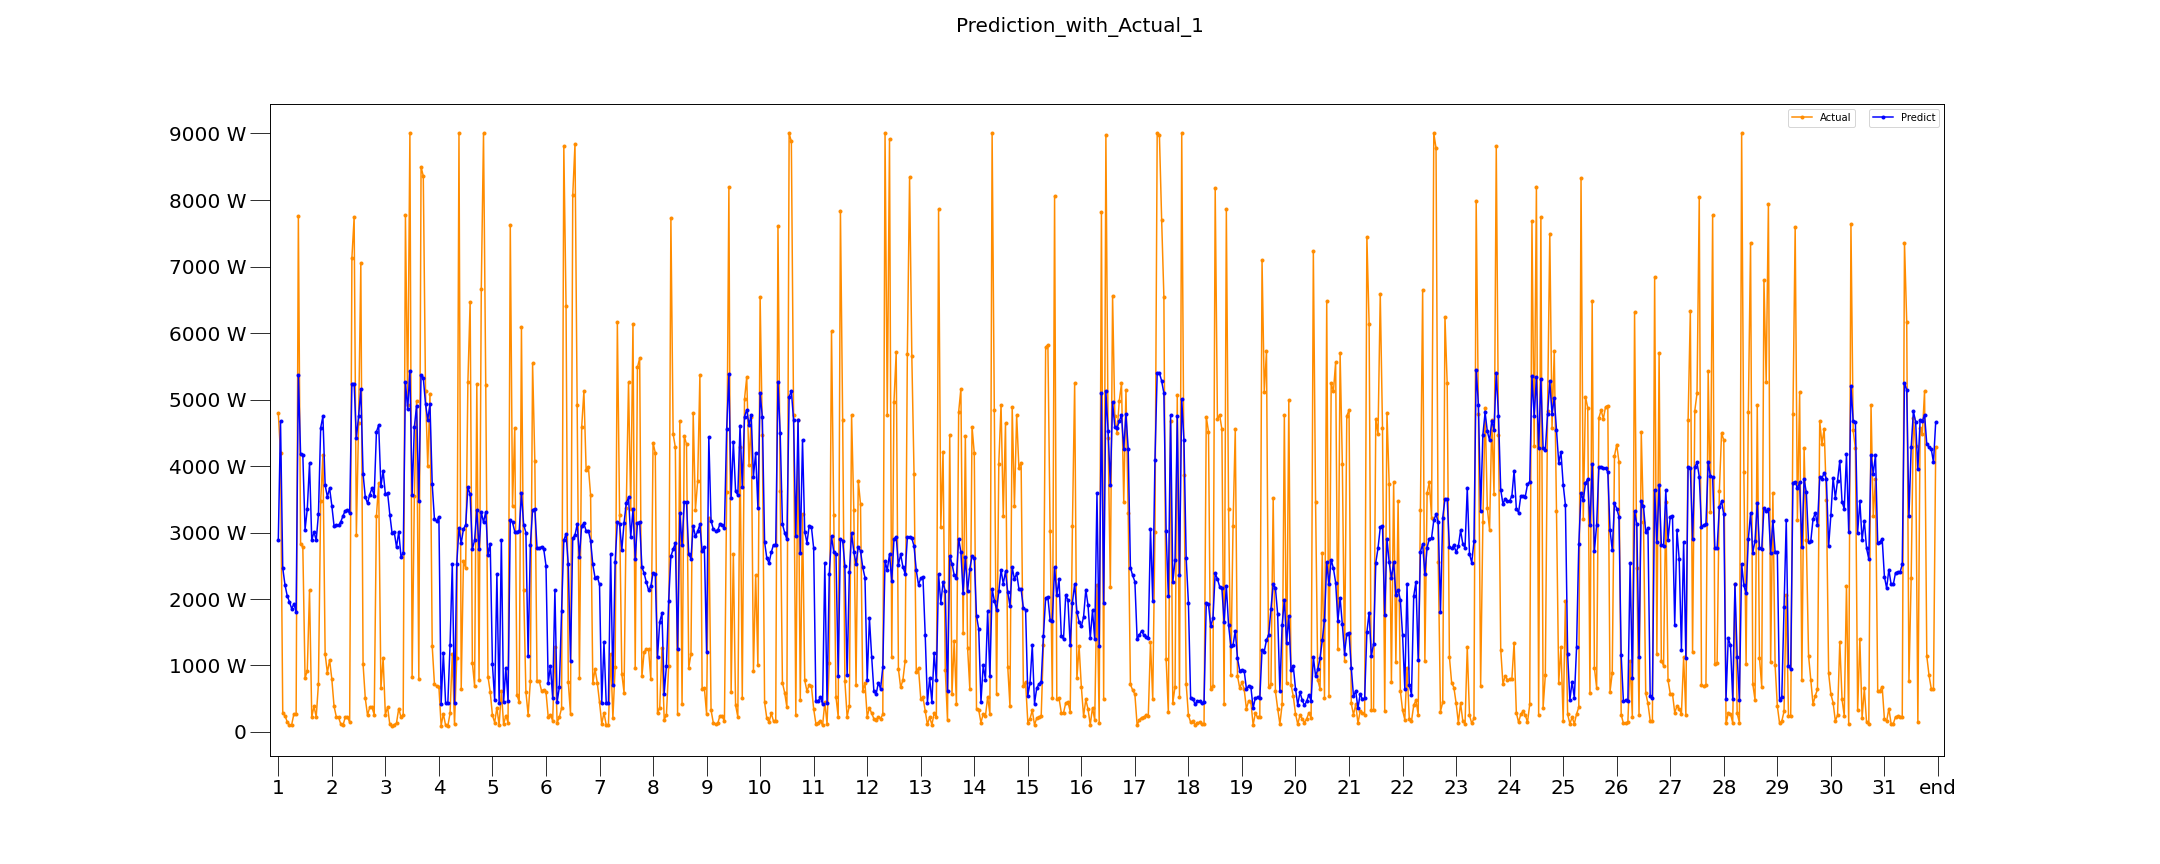 Prediction_with_Actual_1
Actual Predict
9000 W
8000 W
7000 W
6000 W
5000 W
4000 W
3000 W
2000 W
1000 W
0
1 2 3 4 5 6 7 8 9 10 11 12 13 14 15 16 17 18 19 20 21 22 23 24 25 26 27 28 29 30 31 end